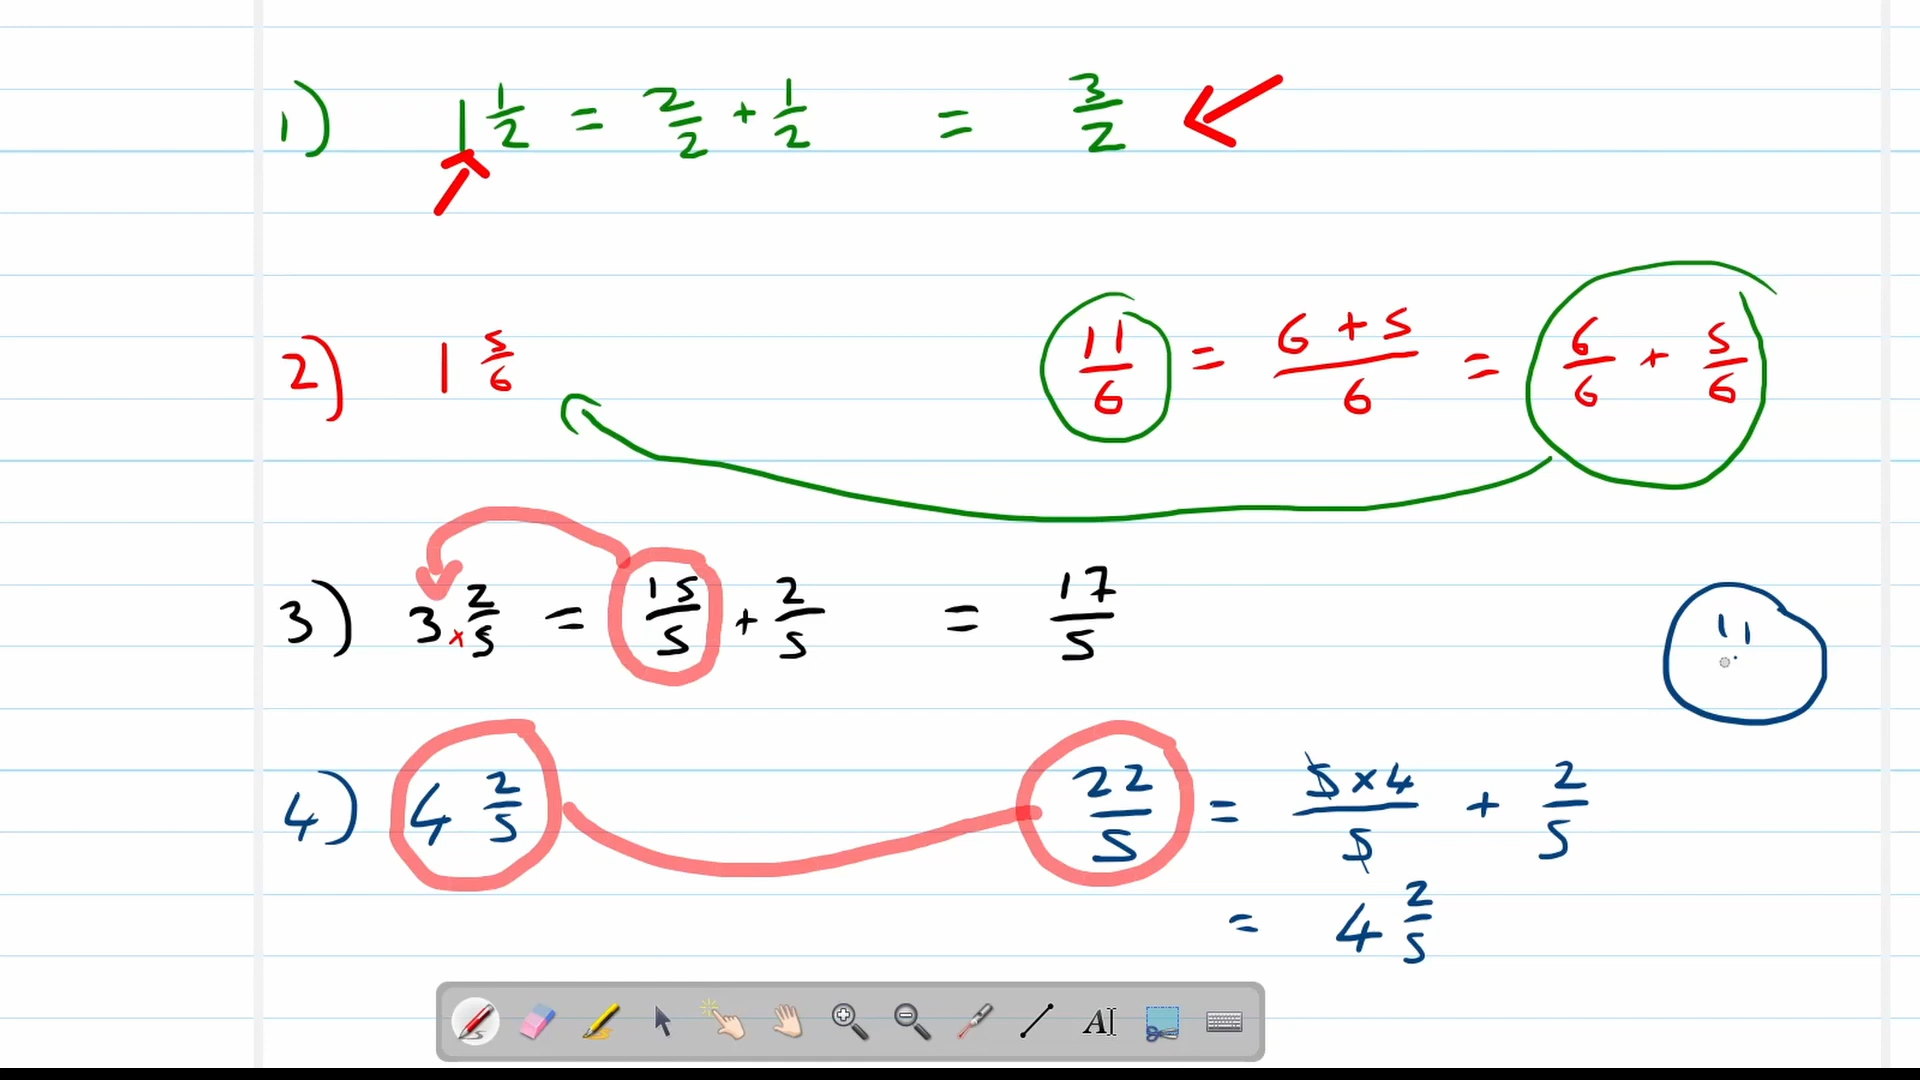 1) 1 1/2 = 2/2 + 1/2 = 3/2
2) 1 5/6 11/6 = 6 + 5/6 = 6/6 + 5/6
3) 3 x 2/5 = 15/5 + 2/5 = 17/5
4) 4 2/5 22/5 = 5 x 4/5 + 2/5
= 4 2/5
AI